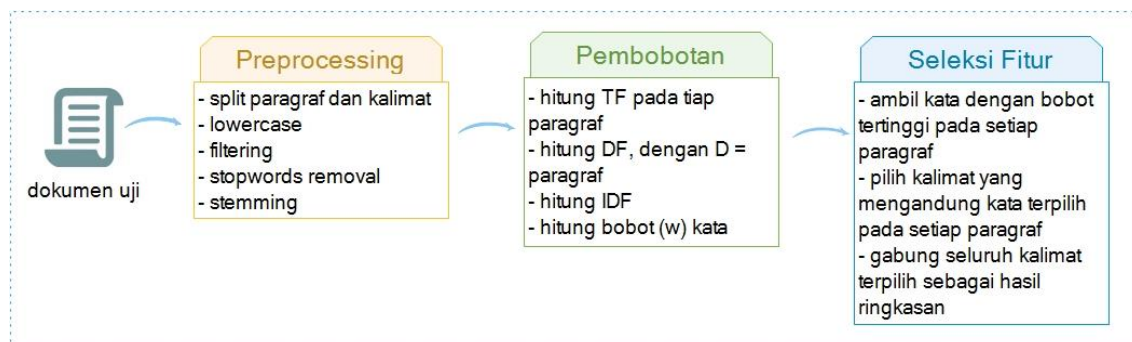 dokumen uji
Preprocessing
- split paragraf dan kalimat
- lowercase
- filtering
- stopwords removal
- stemming
Pembobotan
- hitung TF pada tiap
paragraf
- hitung DF, dengan D =
paragraf
- hitung IDF
- hitung bobot (w) kata
Seleksi Fitur
- ambil kata dengan bobot
tertinggi pada setiap
paragraf
- pilih kalimat yang
mengandung kata terpilih
pada setiap paragraf
- gabung seluruh kalimat
terpilih sebagai hasil
ringkasan